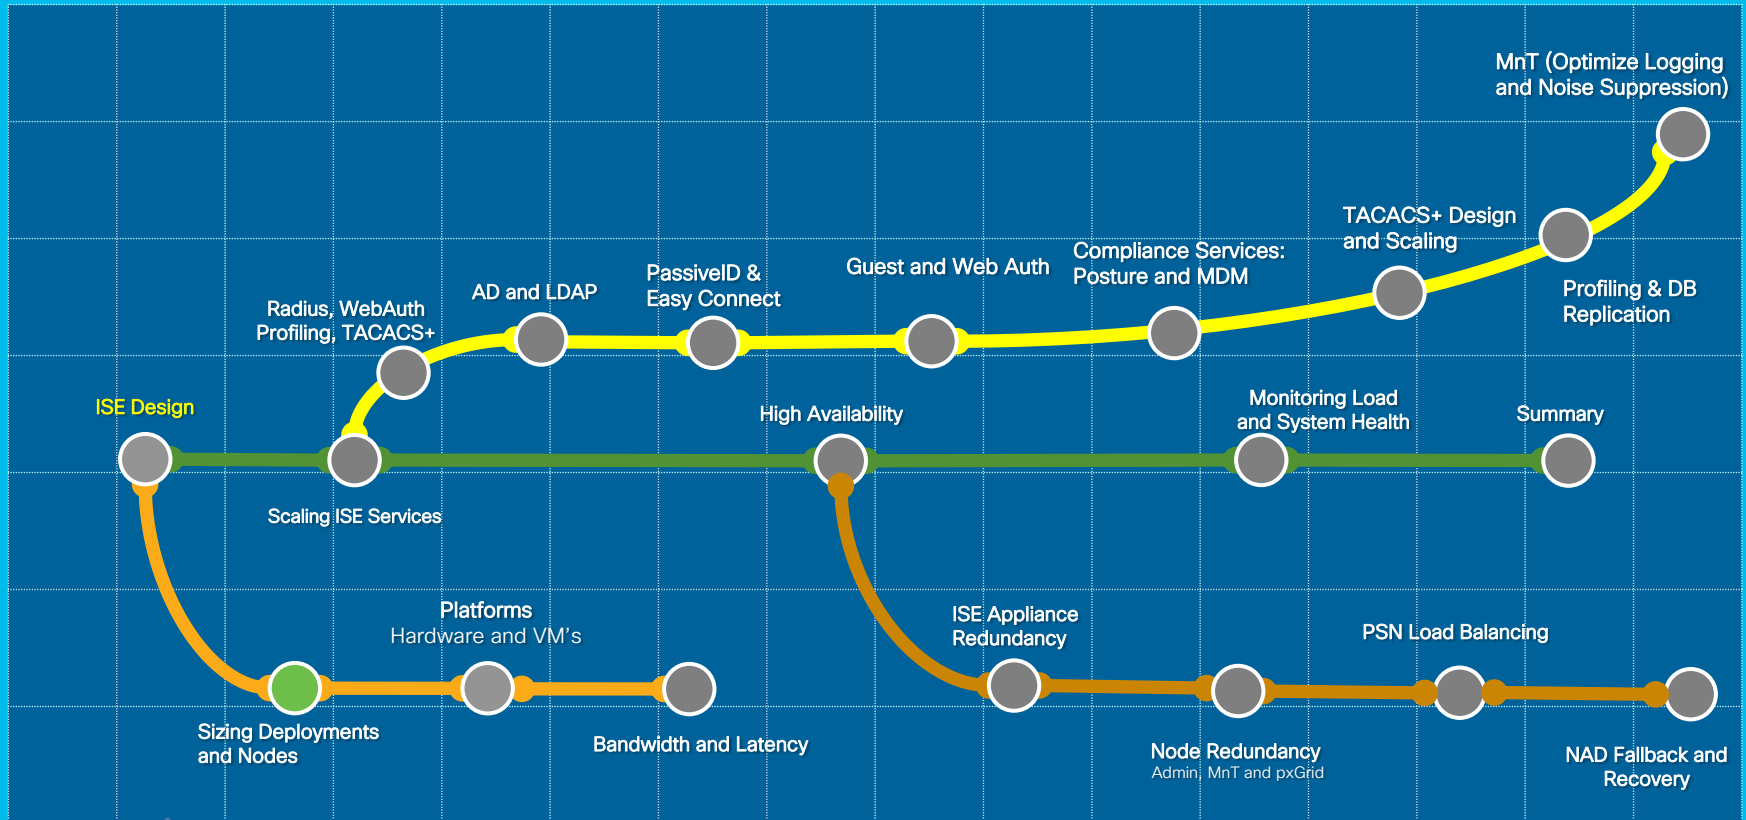 MnT (Optimize Logging
and Noise Suppression)
TACACS+ Design
and Scaling
Compliance Services:
Posture and MDM
Guest and Web Auth
PassiveID &
Easy Connect
AD and LDAP
Radius, WebAuth
Profiling, TACACS+
Profiling & DB
Replication
ISE Design
High Availability
Monitoring Load
and System Health
Summary
Scaling ISE Services
Platforms
Hardware and VM's
ISE Appliance
Redundancy
PSN Load Balancing
Sizing Deployments
and Nodes
Bandwidth and Latency
Node Redundancy
Admin, MnT and pxGrid
NAD Fallback and
Recovery